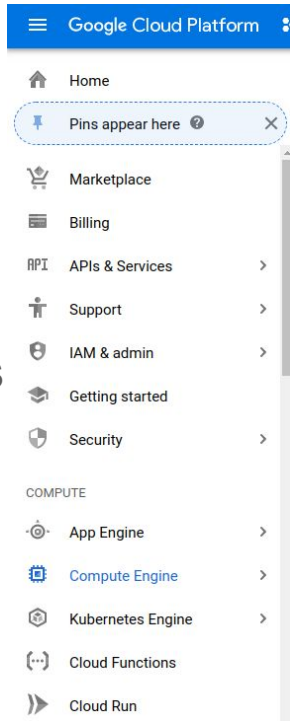 Google Cloud Platform
Home
Pins appear here ?
Marketplace
Billing
API APIs & Services
Support
IAM & admin
s
Getting started
Security
COMPUTE
App Engine
Compute Engine
Kubernetes Engine
Cloud Functions
Cloud Run